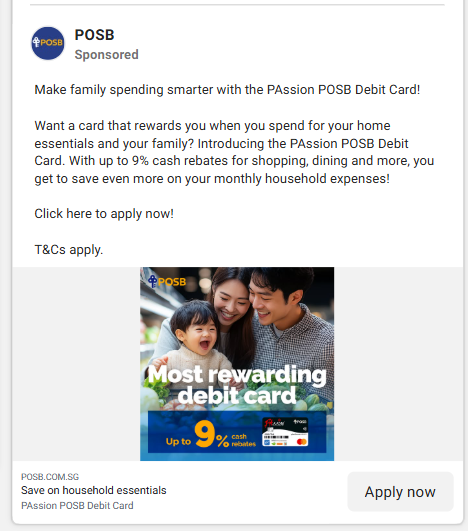 POSB
POSB
Sponsored
Make family spending smarter with the PAssion POSB Debit Card!
Want a card that rewards you when you spend for your home
essentials and your family? Introducing the PAssion POSB Debit
Card. With up to 9% cash rebates for shopping, dining and more, you
get to save even more on your monthly household expenses!
Click here to apply now!
T&Cs apply.
POSB
Most rewarding
debit card
Up to 9% cash
rebates
POSB.COM.SG
Save on household essentials
PAssion POSB Debit Card
Apply now